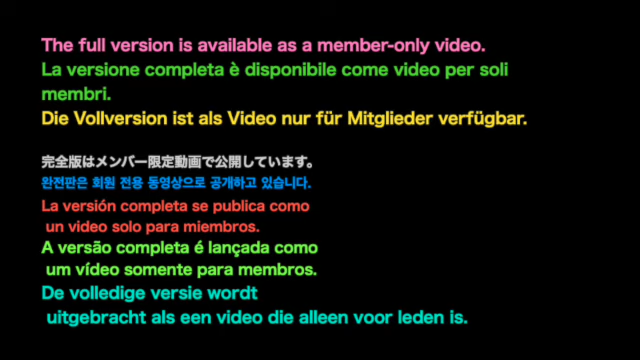 The full version is available as a member-only video.
La versione completa è disponibile come video per soli
membri.
Die Vollversion ist als Video nur für Mitglieder verfügbar.
完全版はメンバー限定動画で公開しています。
완전판은 회원 전용 동영상으로 공개하고 있습니다.
La versión completa se publica como
un video solo para miembros.
A versão completa é lançada como
um vídeo somente para membros.
De volledige versie wordt
uitgebracht als een video die alleen voor leden is.